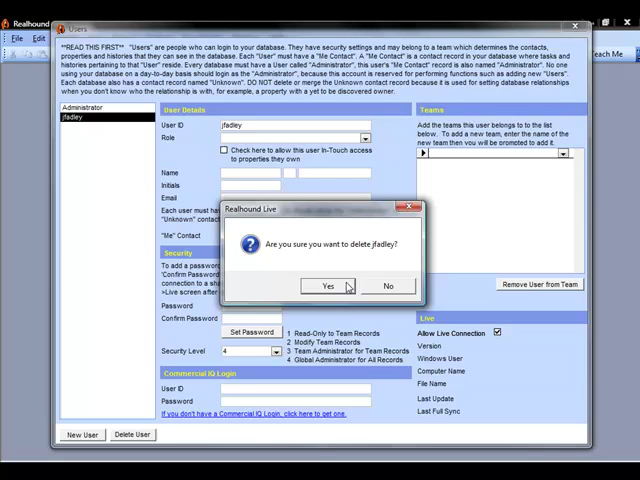 Realhound
File
Edit
Teach Me
Users
**READ THIS FIRST** "Users" are people who can login to your database. They have security settings and may belong to a team which determines the contacts,
properties and histories that they can see in the database. Each "User" must have a "Me Contact". A "Me Contact" is a contact record in your database where tasks and
histories pertaining to that "User" reside. Every database must have a User called "Administrator", this user's "Me Contact" record is also named "Administrator". No one
using your database on a day-to-day basis should login as the "Administrator", because this account is reserved for performing functions such as adding new "Users".
Each database also has a contact record named "Unknown". DO NOT delete or merge the Unknown contact record because it is used for setting database relationships
when you don't know who the relationship is with, for example, a property with a yet to be discovered owner.
Administrator
jfadley
User Details
User ID
jfadley
Role
Check here to allow this user In-Touch access
to properties they own
Name
Initials
Email
Each user must hav
"Unknown" contac
"Me" Contact
Security
To add a passwor
'Confirm Passwor
connection to a sha
>Live screen after
Password
Confirm Password
Set Password
1 Read-Only to Team Records
2 Modify Team Records
3 Team Administrator for Team Records
4 Global Administrator for All Records
Security Level
4
Commercial IQ Login
User ID
Password
If you don't have a Commercial IQ Login, click here to get one.
Teams
Add the teams this user belongs to to the list
below. To add a new team, enter the name of the
new team then you will be promoted to add it.
Remove User from Team
Live
Allow Live Connection
Version
Windows User
Computer Name
File Name
Last Update
Last Full Sync
Realhound Live
Are you sure you want to delete jfadley?
Yes
No
New User
Delete User